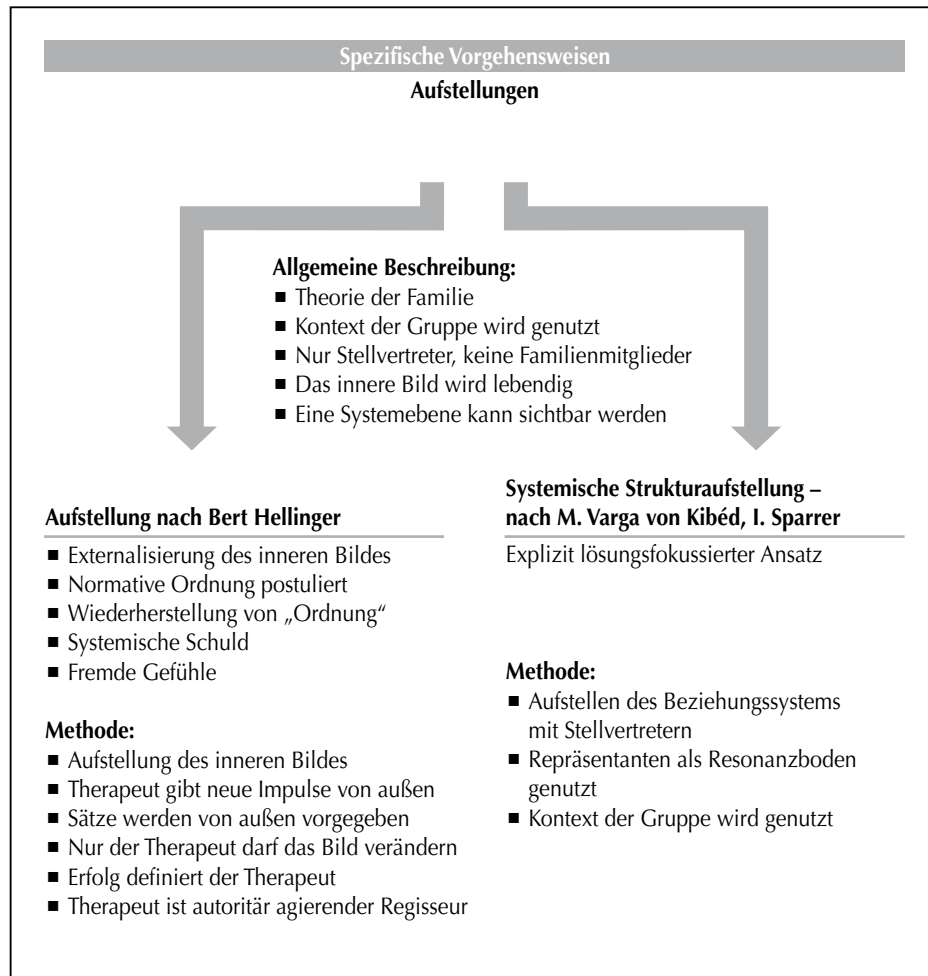 Spezifische Vorgehensweisen
Aufstellungen
Allgemeine Beschreibung:
■ Theorie der Familie
■ Kontext der Gruppe wird genutzt
■ Nur Stellvertreter, keine Familienmitglieder
■ Das innere Bild wird lebendig
■ Eine Systemebene kann sichtbar werden
Aufstellung nach Bert Hellinger
■ Externalisierung des inneren Bildes
■ Normative Ordnung postuliert
■ Wiederherstellung von „Ordnung“
■ Systemische Schuld
■ Fremde Gefühle
Methode:
■ Aufstellung des inneren Bildes
■ Therapeut gibt neue Impulse von außen
■ Sätze werden von außen vorgegeben
■ Nur der Therapeut darf das Bild verändern
■ Erfolg definiert der Therapeut
■ Therapeut ist autoritär agierender Regisseur
Systemische Strukturaufstellung –
nach M. Varga von Kibéd, I. Sparrer
Explizit lösungsfokussierter Ansatz
Methode:
■ Aufstellen des Beziehungssystems
mit Stellvertretern
■ Repräsentanten als Resonanzboden
genutzt
■ Kontext der Gruppe wird genutzt